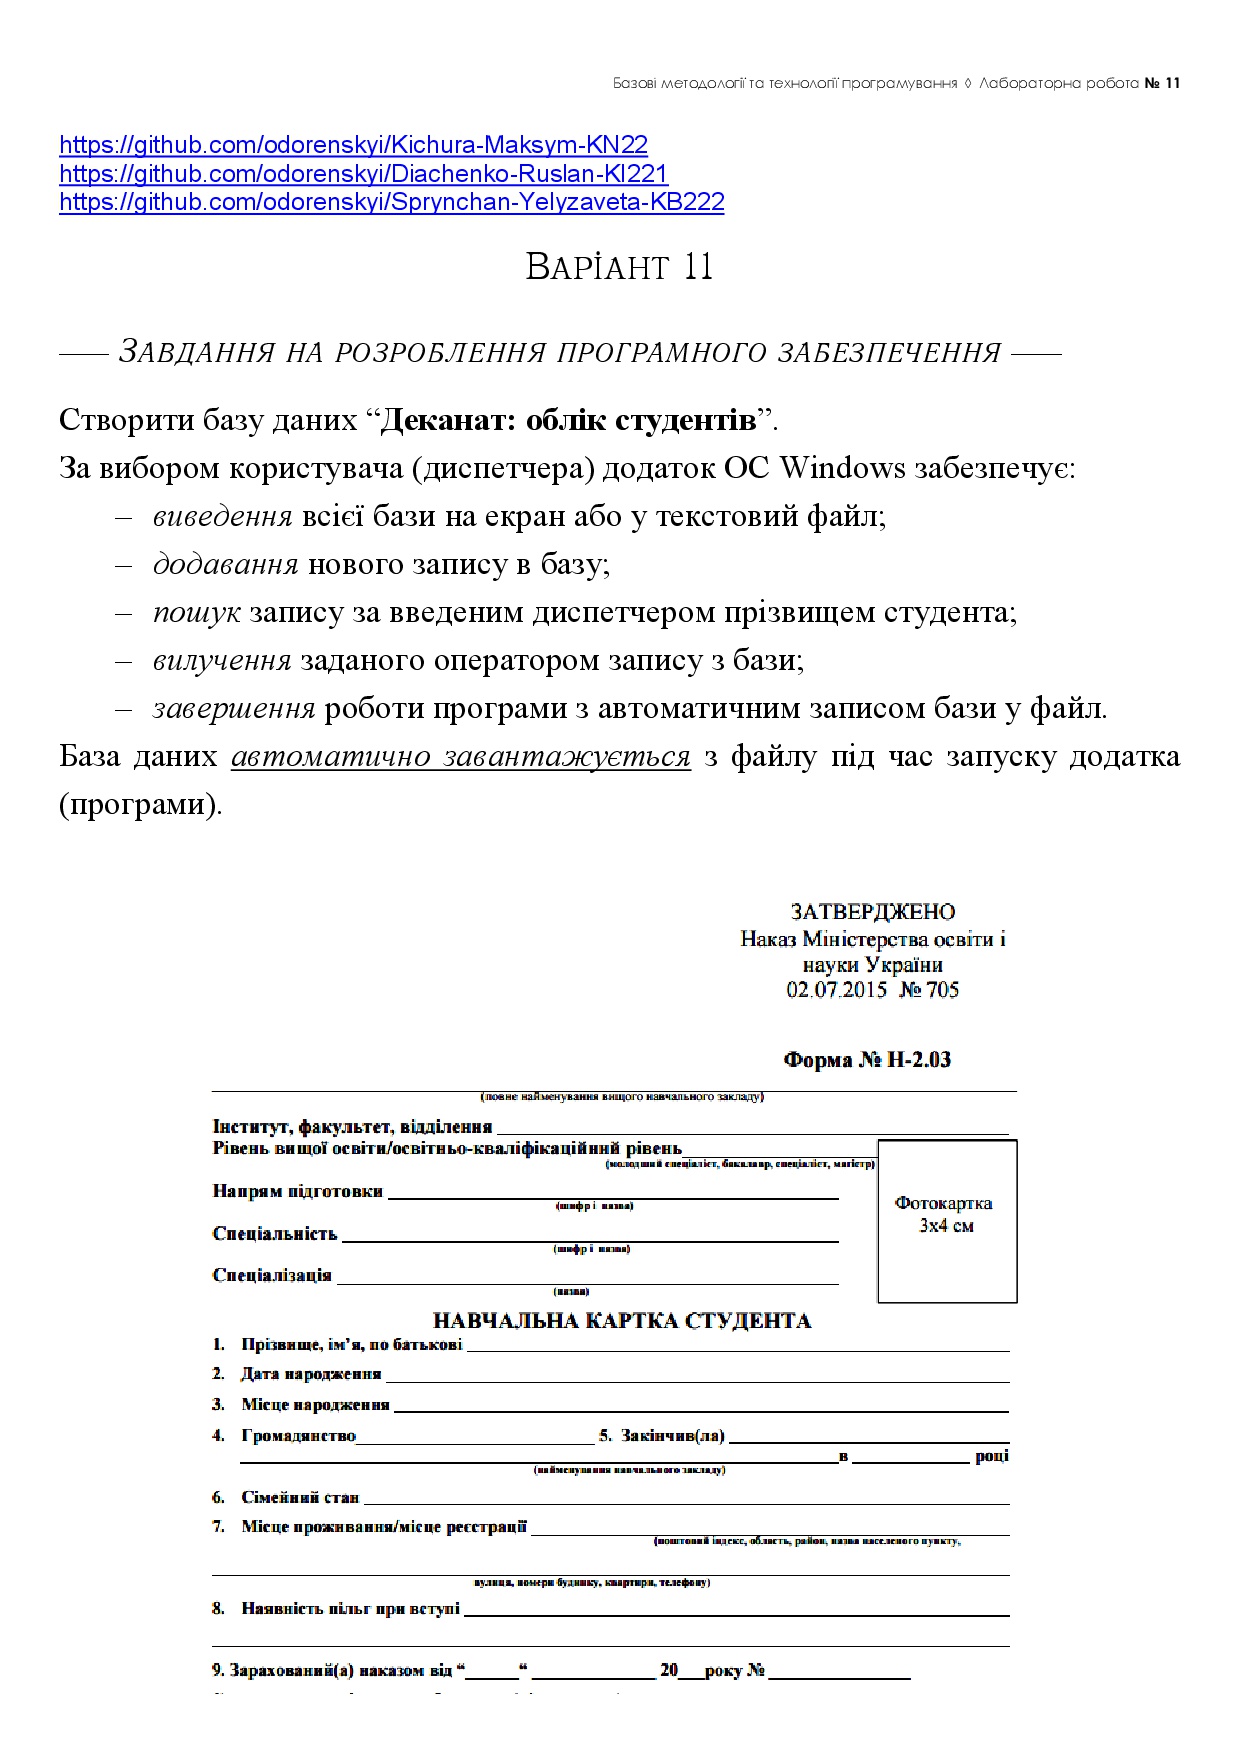 Базові методології та технології програмування ◊ Лабораторна робота № 11
https://github.com/odorenskyi/Kichura-Maksym-KN22
https://github.com/odorenskyi/Diachenko-Ruslan-KI221
https://github.com/odorenskyi/Sprynchan-Yelyzaveta-KB222
ВАРІАНТ 11
—— ЗАВДАННЯ НА РОЗРОБЛЕННЯ ПРОГРАМНОГО ЗАБЕЗПЕЧЕННЯ ——
Створити базу даних “Деканат: облік студентів”.
За вибором користувача (диспетчера) додаток ОС Windows забезпечує:
– виведення всієї бази на екран або у текстовий файл;
– додавання нового запису в базу;
– пошук запису за введеним диспетчером прізвищем студента;
– вилучення заданого оператором запису з бази;
– завершення роботи програми з автоматичним записом бази у файл.
База даних автоматично завантажується з файлу під час запуску додатка
(програми).
ЗАТВЕРДЖЕНО
Наказ Міністерства освіти і
науки України
02.07.2015 № 705
Форма № Н-2.03
(повне найменування вищого навчального закладу)
Інститут, факультет, відділення
Рівень вищої освіти/освітньо-кваліфікаційний рівень
(молодший спеціаліст, бакалавр, спеціаліст, магістр)
Напрям підготовки
(шифр і назва)
Фотокартка
3х4 см
Спеціальність
(шифр і назва)
Спеціалізація
(назва)
НАВЧАЛЬНА КАРТКА СТУДЕНТА
1. Прізвище, ім’я, по батькові
2. Дата народження
3. Місце народження
4. Громадянство 5. Закінчив(ла)
в році
(найменування навчального закладу)
6. Сімейний стан
7. Місце проживання/місце реєстрації
(поштовий індекс, область, район, назва населеного пункту,
вулиця, номери будинку, квартири, телефону)
8. Наявність пільг при вступі
9. Зарахований(а) наказом від “______“ ______ 20___року № ______